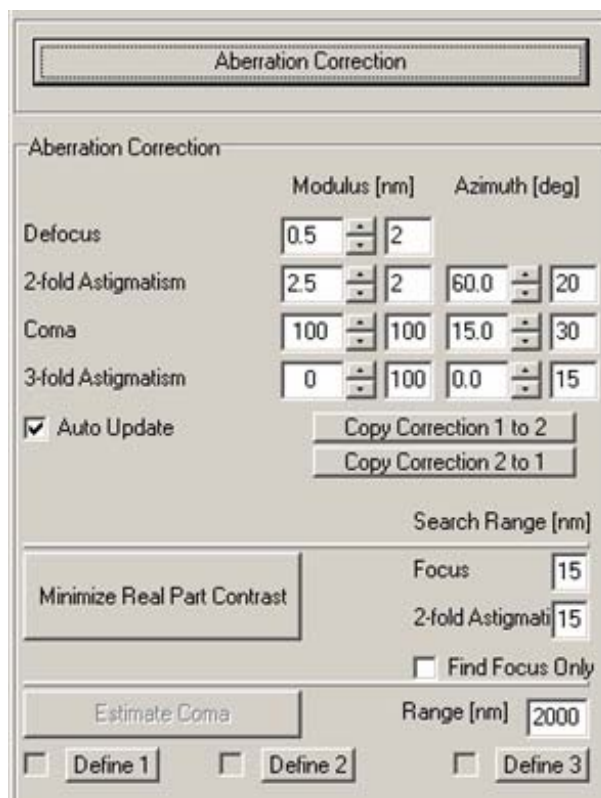 Aberration Correction
Aberration Correction
Modulus [nm] Azimuth [deg]
Defocus 0.5 2
2-fold Astigmatism 2.5 2 60.0 20
Coma 100 100 15.0 30
3-fold Astigmatism 0 100 0.0 15
Auto Update Copy Correction 1 to 2
Copy Correction 2 to 1
Search Range [nm]
Minimize Real Part Contrast Focus 15
2-fold Astigmati 15
Find Focus Only
Estimate Coma Range [nm] 2000
Define 1 Define 2 Define 3